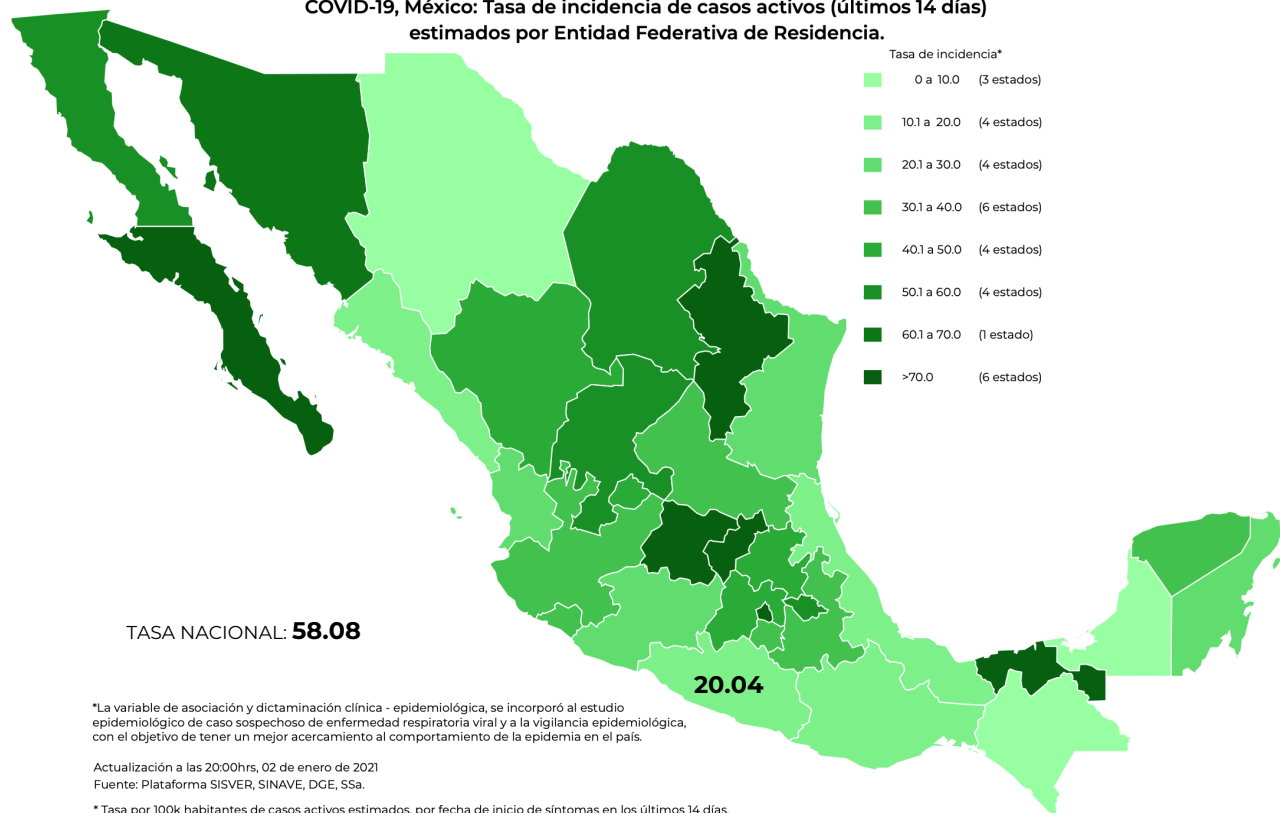 COVID-19, México: Tasa de incidencia de casos activos (últimos 14 días)
estimados por Entidad Federativa de Residencia.
Tasa de incidencia*
0 a 10.0 (3 estados)
10.1 a 20.0 (4 estados)
20.1 a 30.0 (4 estados)
30.1 a 40.0 (6 estados)
40.1 a 50.0 (4 estados)
50.1 a 60.0 (4 estados)
60.1 a 70.0 (1 estado)
>70.0 (6 estados)
TASA NACIONAL: 58.08
20.04
*La variable de asociación y dictaminación clínica - epidemiológica, se incorporó al estudio
epidemiológico de caso sospechoso de enfermedad respiratoria viral y a la vigilancia epidemiológica,
con el objetivo de tener un mejor acercamiento al comportamiento de la epidemia en el país.
Actualización a las 20:00hrs, 02 de enero de 2021
Fuente: Plataforma SISVER, SINAVE, DGE, SSa.
* Tasa por 100k habitantes de casos activos estimados, por fecha de inicio de síntomas en los últimos 14 días.